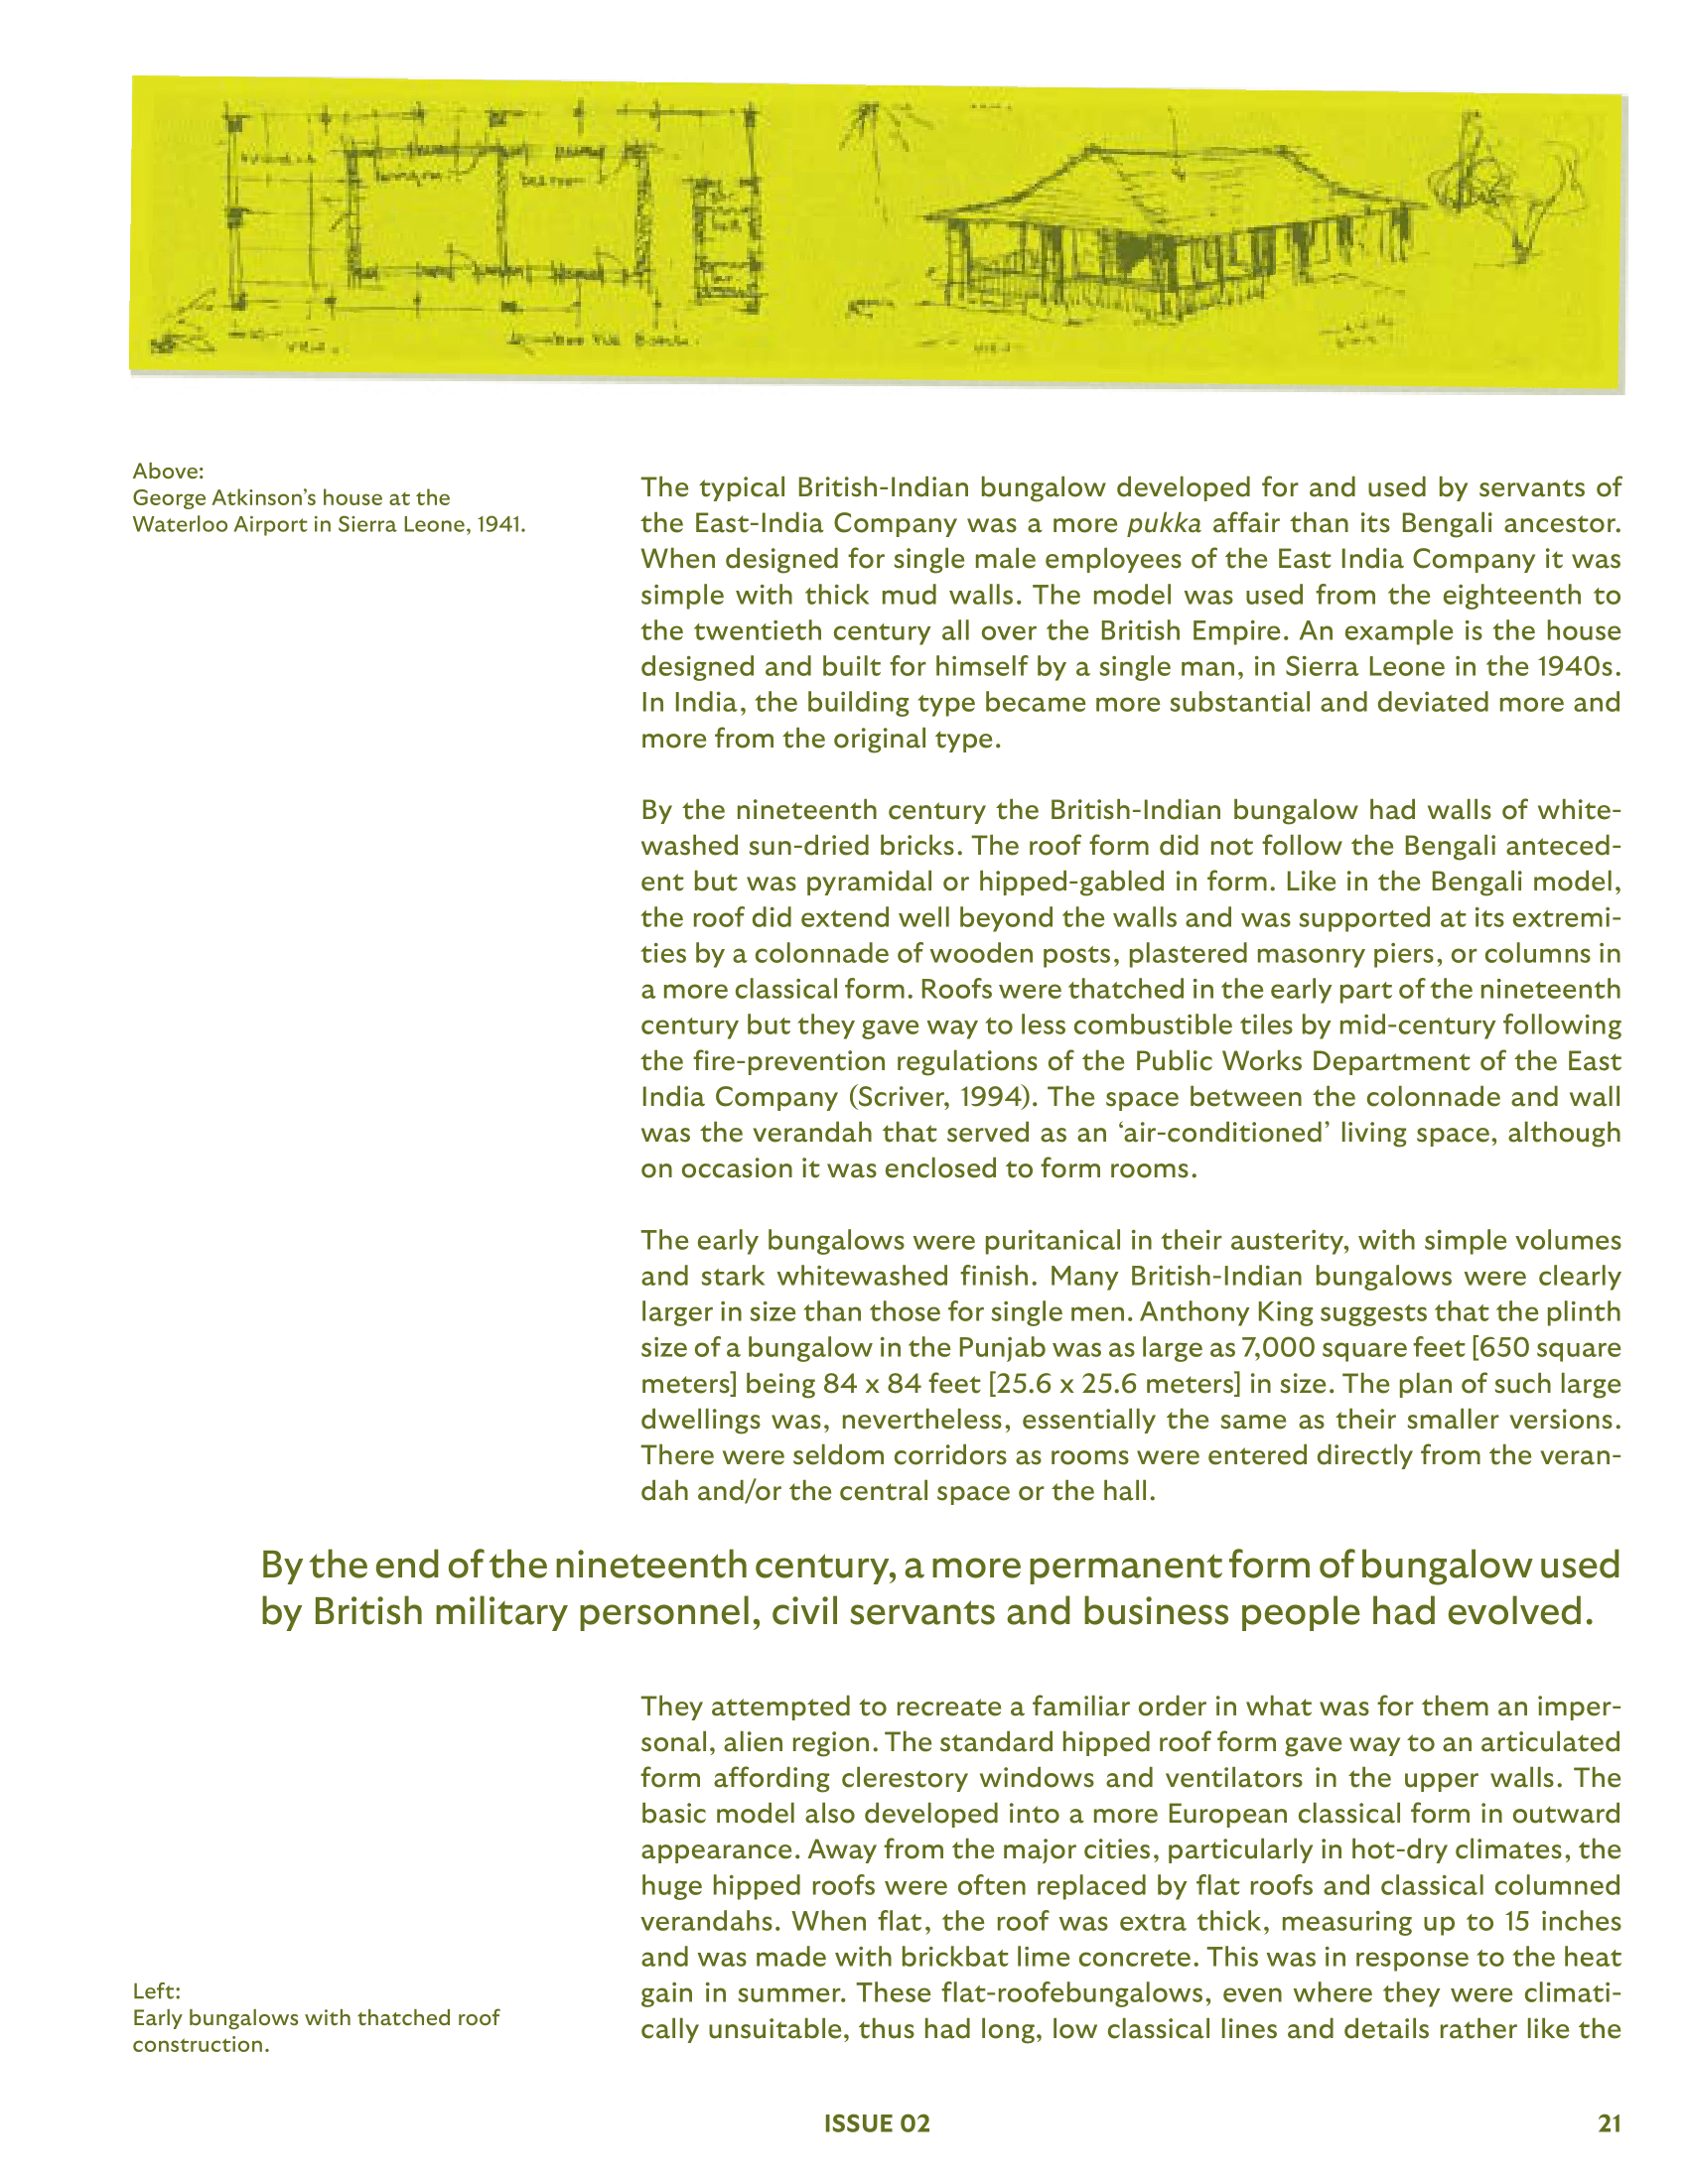 Above:
George Atkinson’s house at the
Waterloo Airport in Sierra Leone, 1941.
The typical British-Indian bungalow developed for and used by servants of
the East-India Company was a more pukka affair than its Bengali ancestor.
When designed for single male employees of the East India Company it was
simple with thick mud walls. The model was used from the eighteenth to
the twentieth century all over the British Empire. An example is the house
designed and built for himself by a single man, in Sierra Leone in the 1940s.
In India, the building type became more substantial and deviated more and
more from the original type.
By the nineteenth century the British-Indian bungalow had walls of white-
washed sun-dried bricks. The roof form did not follow the Bengali anteced-
ent but was pyramidal or hipped-gabled in form. Like in the Bengali model,
the roof did extend well beyond the walls and was supported at its extremi-
ties by a colonnade of wooden posts, plastered masonry piers, or columns in
a more classical form. Roofs were thatched in the early part of the nineteenth
century but they gave way to less combustible tiles by mid-century following
the fire-prevention regulations of the Public Works Department of the East
India Company (Scriver, 1994). The space between the colonnade and wall
was the verandah that served as an ‘air-conditioned’ living space, although
on occasion it was enclosed to form rooms.
The early bungalows were puritanical in their austerity, with simple volumes
and stark whitewashed finish. Many British-Indian bungalows were clearly
larger in size than those for single men. Anthony King suggests that the plinth
size of a bungalow in the Punjab was as large as 7,000 square feet [650 square
meters] being 84 x 84 feet [25.6 x 25.6 meters] in size. The plan of such large
dwellings was, nevertheless, essentially the same as their smaller versions.
There were seldom corridors as rooms were entered directly from the veran-
dah and/or the central space or the hall.
By the end of the nineteenth century, a more permanent form of bungalow used
by British military personnel, civil servants and business people had evolved.
They attempted to recreate a familiar order in what was for them an imper-
sonal, alien region. The standard hipped roof form gave way to an articulated
form affording clerestory windows and ventilators in the upper walls. The
basic model also developed into a more European classical form in outward
appearance. Away from the major cities, particularly in hot-dry climates, the
huge hipped roofs were often replaced by flat roofs and classical columned
verandahs. When flat, the roof was extra thick, measuring up to 15 inches
and was made with brickbat lime concrete. This was in response to the heat
gain in summer. These flat-roofebungalows, even where they were climati-
cally unsuitable, thus had long, low classical lines and details rather like the
Left:
Early bungalows with thatched roof
construction.
ISSUE 02
21